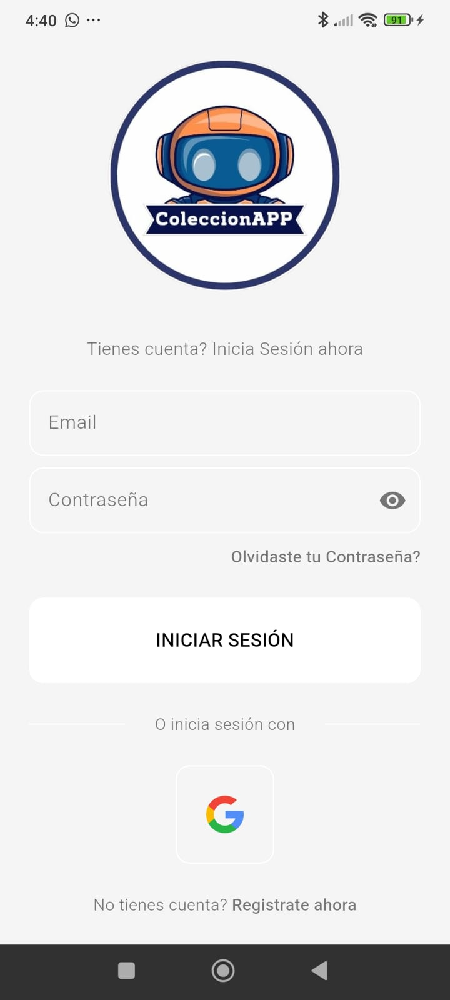 4:40
91
ColeccionAPP
Tienes cuenta? Inicia Sesión ahora
Email
Contraseña
Olvidaste tu Contraseña?
INICIAR SESIÓN
O inicia sesión con
G
No tienes cuenta? Registrate ahora